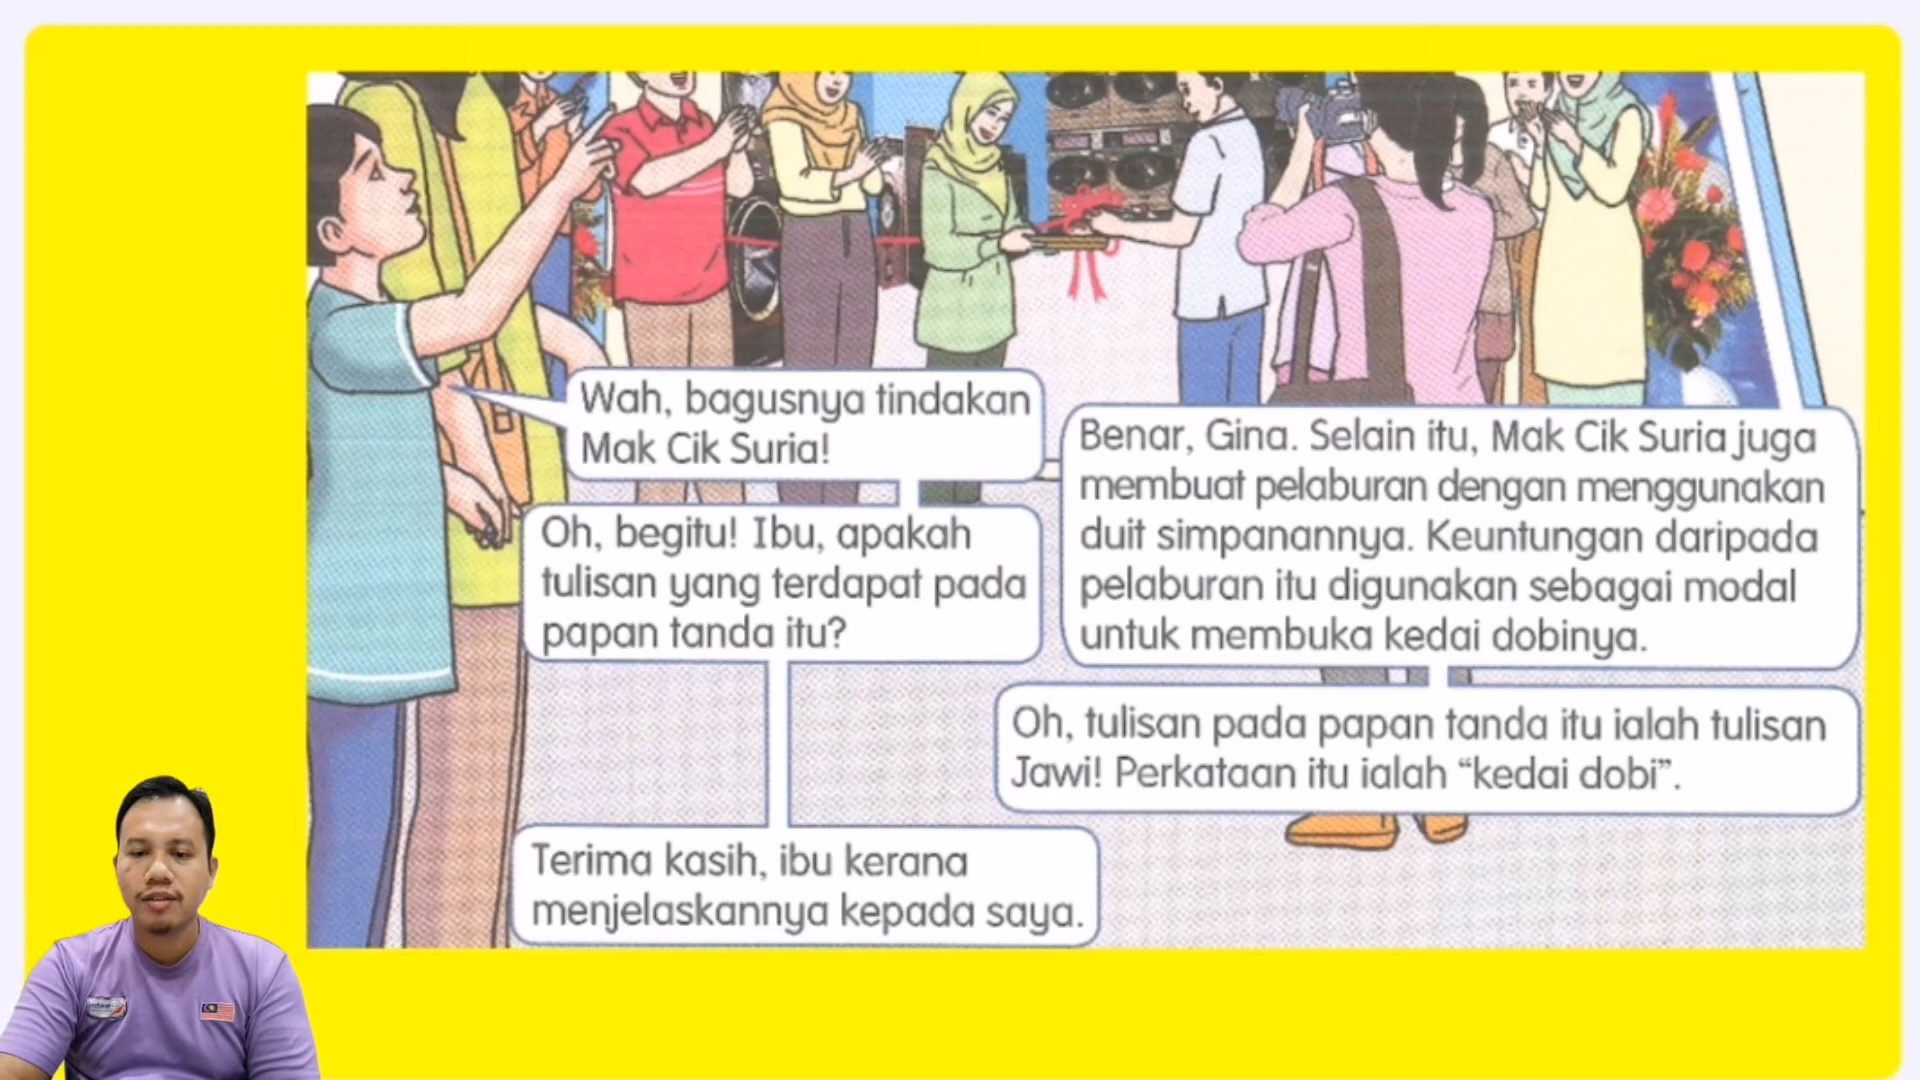 Wah, bagusnya tindakan
Mak Cik Suria!
Benar, Gina. Selain itu, Mak Cik Suria juga
membuat pelaburan dengan menggunakan
duit simpanannya. Keuntungan daripada
pelaburan itu digunakan sebagai modal
untuk membuka kedai dobinya.
Oh, begitu! Ibu, apakah
tulisan yang terdapat pada
papan tanda itu?
Oh, tulisan pada papan tanda itu ialah tulisan
Jawi! Perkataan itu ialah “kedai dobi”.
Terima kasih, ibu kerana
menjelaskannya kepada saya.